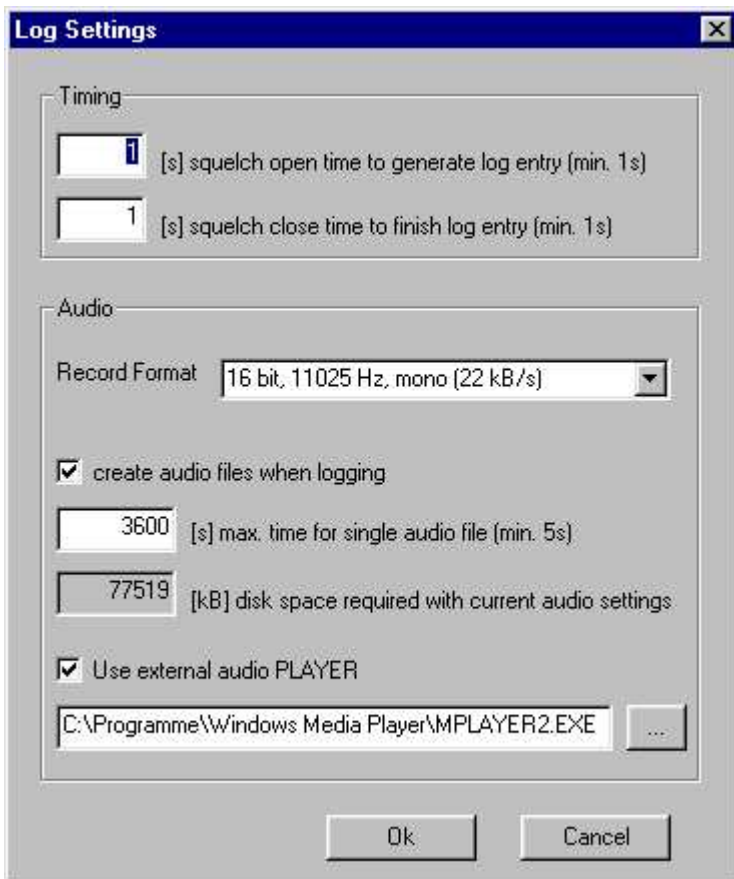 Log Settings
Timing
1 [s] squelch open time to generate log entry (min. 1s)
1 [s] squelch close time to finish log entry (min. 1s)
Audio
Record Format 16 bit, 11025 Hz, mono (22 kB/s)
create audio files when logging
3600 [s] max. time for single audio file (min. 5s)
77519 [kB] disk space required with current audio settings
Use external audio PLAYER
C:\Programme\Windows Media Player\MPLAYER2.EXE ...
Ok Cancel